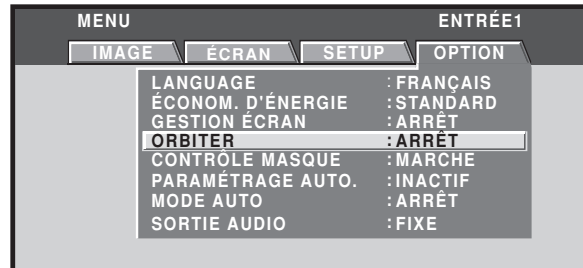 MENU ENTRÉE1
IMAGE ÉCRAN SETUP OPTION
LANGUAGE :FRANÇAIS
ÉCONOM. D'ÉNERGIE :STANDARD
GESTION ÉCRAN :ARRÊT
ORBITER :ARRÊT
CONTRÔLE MASQUE :MARCHE
PARAMÉTRAGE AUTO. :INACTIF
MODE AUTO :ARRÊT
SORTIE AUDIO :FIXE